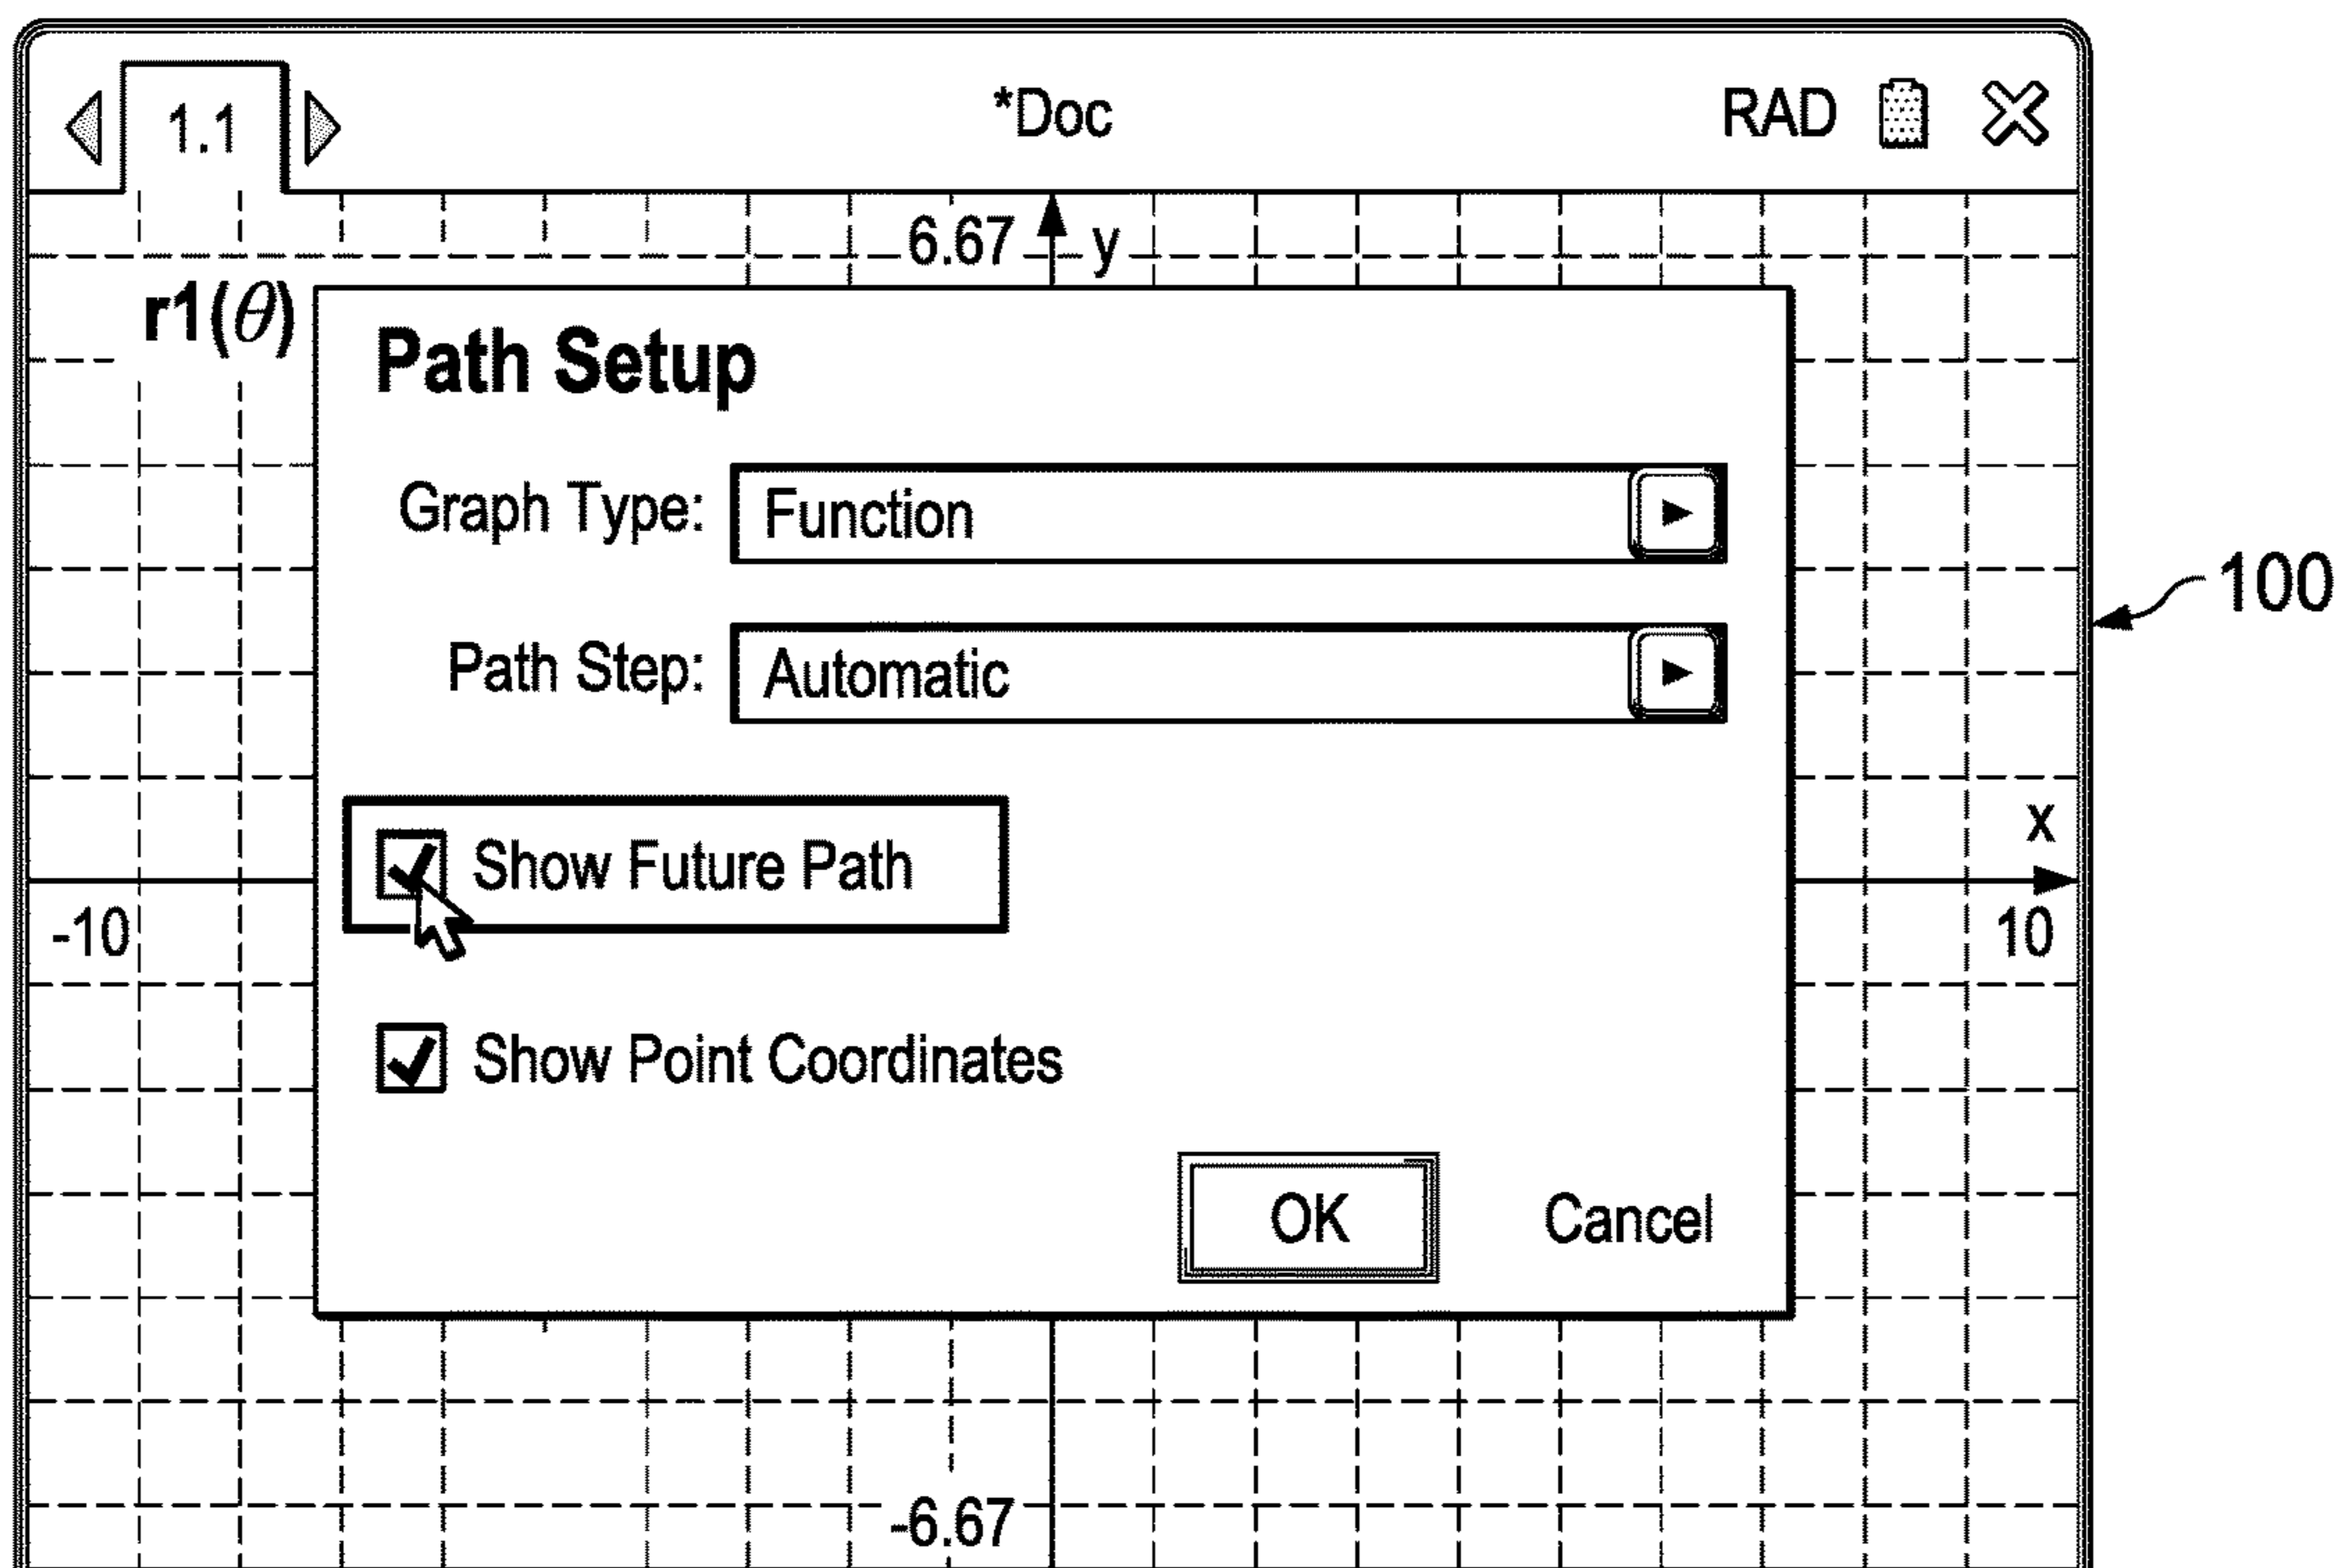 1.1 *Doc RAD
6.67 y
r1(θ)
Path Setup
Graph Type: Function
Path Step: Automatic
100
Show Future Path
x
-10 10
Show Point Coordinates
OK Cancel
-6.67